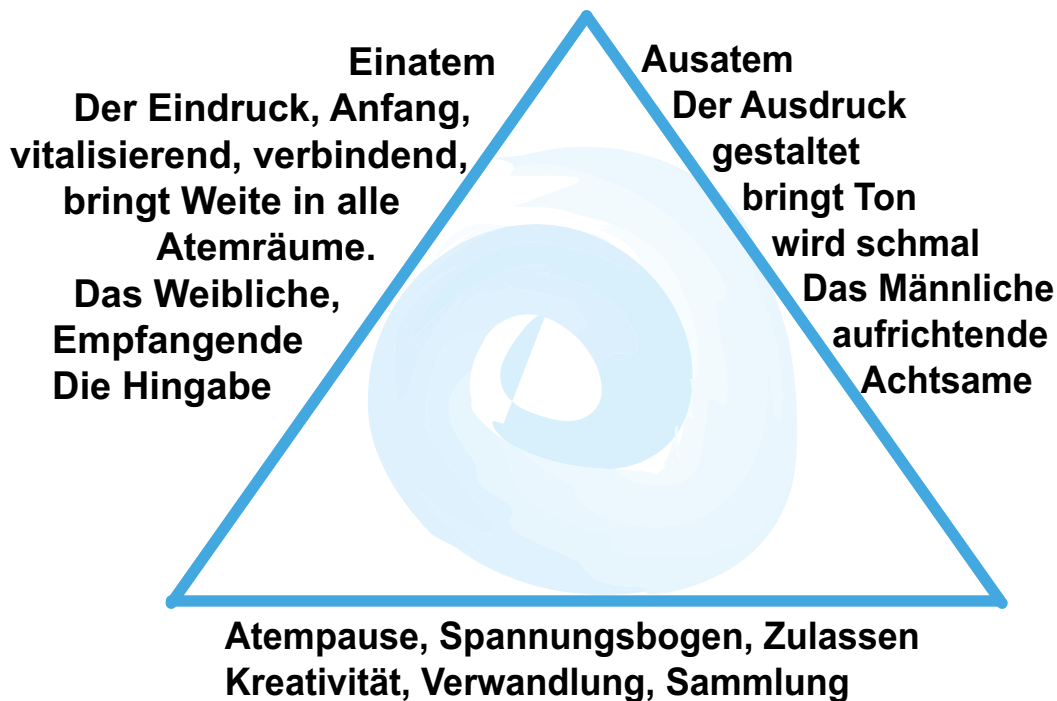 Einatem
Der Eindruck, Anfang,
vitalisierend, verbindend,
bringt Weite in alle
Atemräume.
Das Weibliche,
Empfangende
Die Hingabe
Ausatem
Der Ausdruck
gestaltet
bringt Ton
wird schmal
Das Männliche
aufrichtende
Achtsame
Atempause, Spannungsbogen, Zulassen
Kreativität, Verwandlung, Sammlung